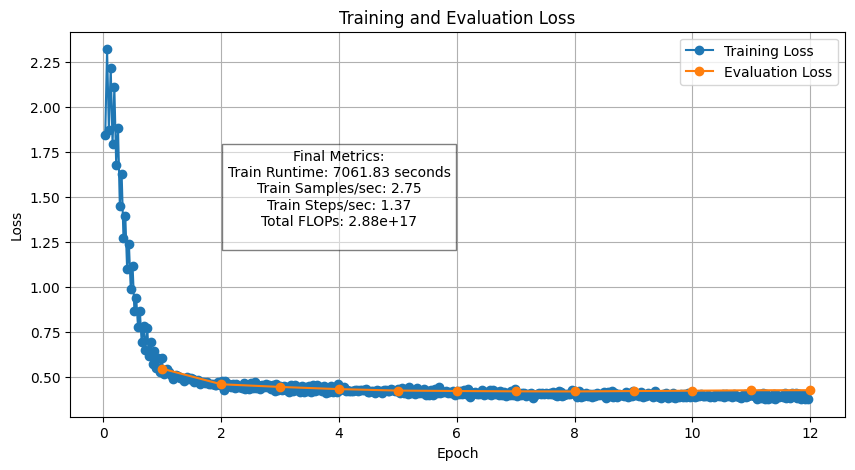 Training and Evaluation Loss
Training Loss
Evaluation Loss
Final Metrics:
Train Runtime: 7061.83 seconds
Train Samples/sec: 2.75
Train Steps/sec: 1.37
Total FLOPs: 2.88e+17
Loss
2.25
2.00
1.75
1.50
1.25
1.00
0.75
0.50
0
2
4
6
8
10
12
Epoch